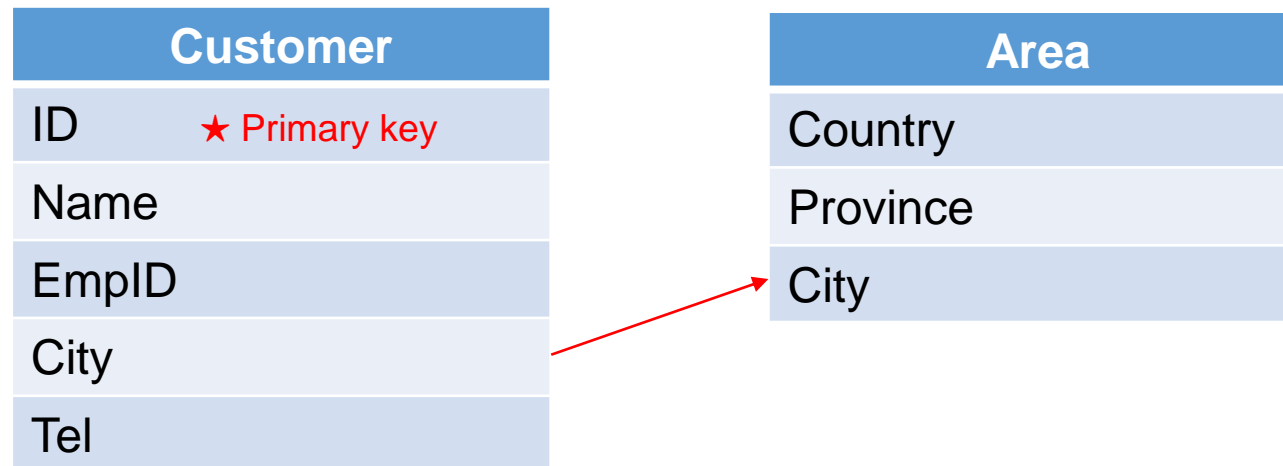 Customer
ID ★ Primary key
Name
EmpID
City
Tel
Area
Country
Province
City